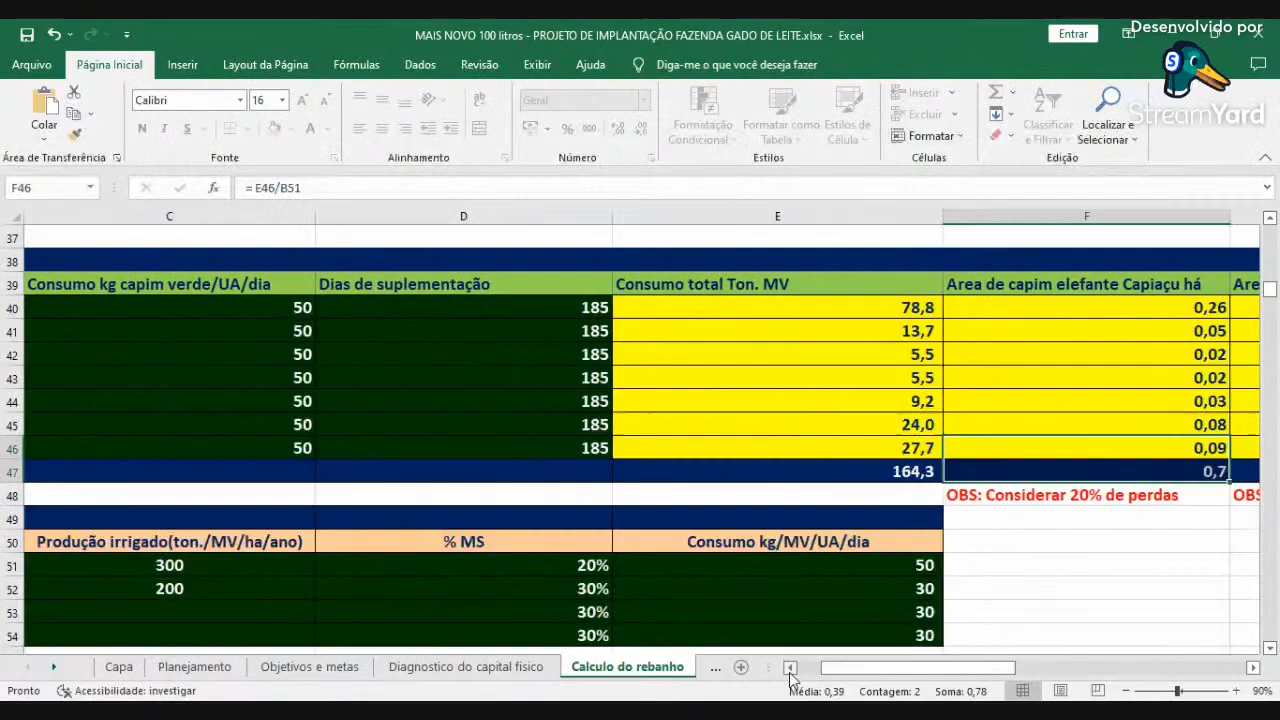 Desenvolvido por
StreamYard
MAIS NOVO 100 litros - PROJETO DE IMPLANTAÇÃO FAZENDA GADO DE LEITE.xlsx - Excel
Entrar
Arquivo Página Inicial Inserir Layout da Página Fórmulas Dados Revisão Exibir Ajuda Diga-me o que você deseja fazer
Colar
Calibri 16
N I S A
Geral
% 000
Formatação Condicional
Formatar como Tabela
Estilos de Célula
Inserir
Excluir
Formatar
Classificar e Filtrar
Localizar e Selecionar
Área de Transferência Fonte Alinhamento Número Estilos Células Edição
F46 fx = E46/B51
C D E F
37
38
39 Consumo kg capim verde/UA/dia Dias de suplementação Consumo total Ton. MV Area de capim elefante Capiaçu há Are
40 50 185 78,8 0,26
41 50 185 13,7 0,05
42 50 185 5,5 0,02
43 50 185 5,5 0,02
44 50 185 9,2 0,03
45 50 185 24,0 0,08
46 50 185 27,7 0,09
47 164,3 0,7
48 OBS: Considerar 20% de perdas OBS
49
50 Produção irrigado(ton./MV/ha/ano) % MS Consumo kg/MV/UA/dia
51 300 20% 50
52 200 30% 30
53 30% 30
54 30% 30
Capa Planejamento Objetivos e metas Diagnostico do capital fisico Calculo do rebanho ...
Pronto Acessibilidade: investigar Média: 0,39 Contagem: 2 Soma: 0,78 90%